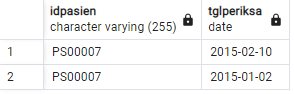 idpasien tglperiksa
character varying (255) date
1 PS00007 2015-02-10
2 PS00007 2015-01-02